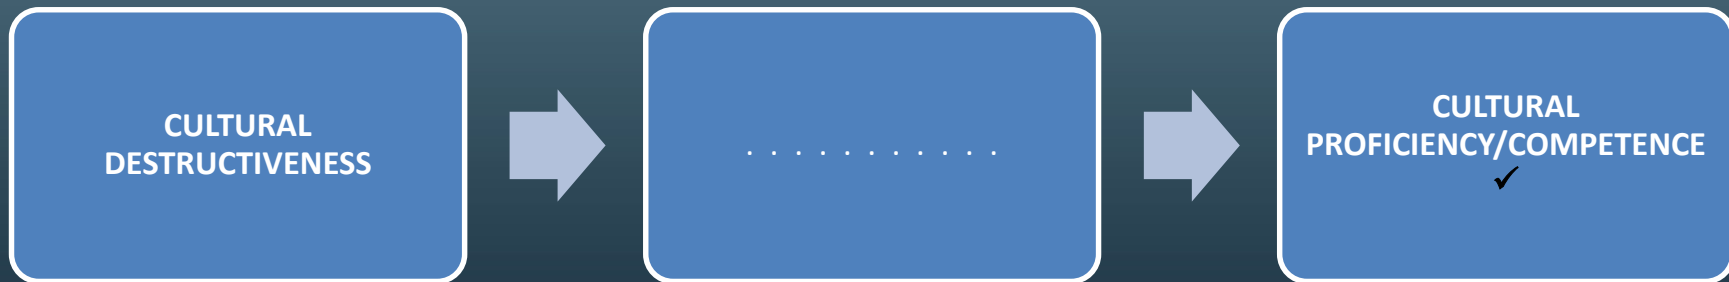 CULTURAL
DESTRUCTIVENESS
. . . . . . . . . . .
CULTURAL
PROFICIENCY/COMPETENCE
✓